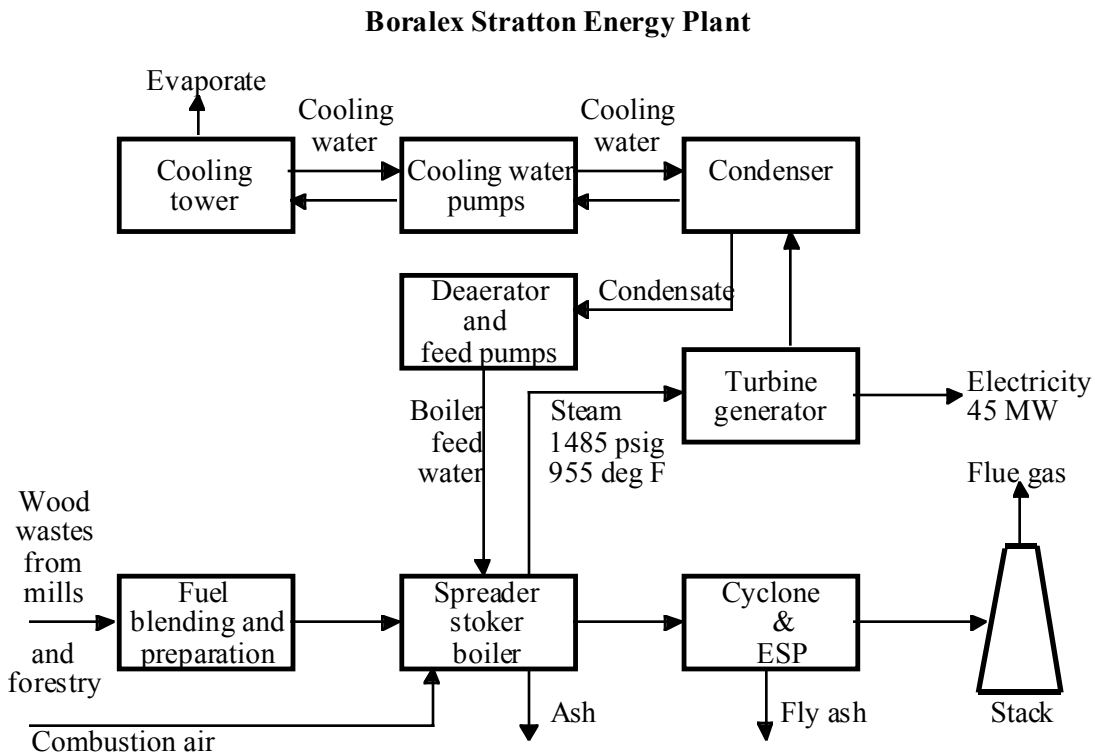 Boralex Stratton Energy Plant
Evaporate
Cooling
water
Cooling
water
Cooling
tower
Cooling water
pumps
Condenser
Deaerator
and
feed pumps
Condensate
Turbine
generator
Electricity
45 MW
Boiler
feed
water
Steam
1485 psig
955 deg F
Flue gas
Wood
wastes
from
mills
and
forestry
Fuel
blending and
preparation
Spreader
stoker
boiler
Cyclone
&
ESP
Combustion air
Ash
Fly ash
Stack